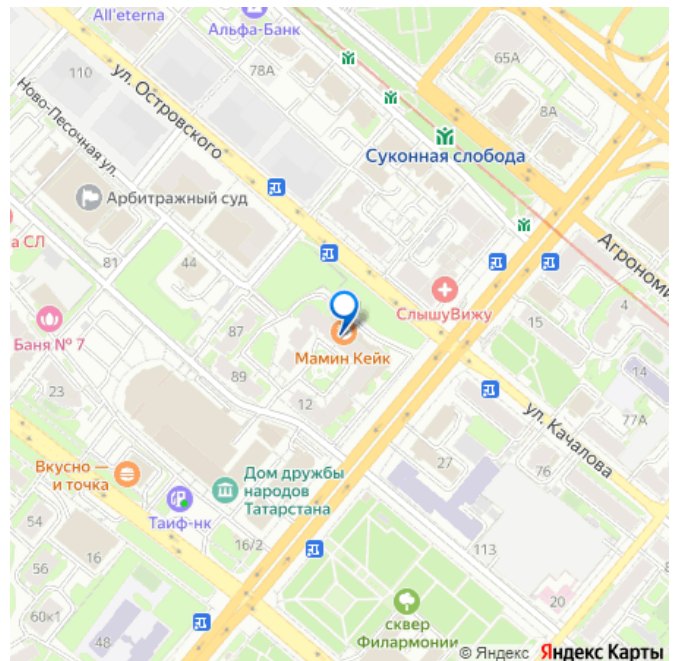 All'eterna
Альфа-Банк
110
78А
65А
8А
ул. Островского
Ново-Песочная ул.
Суконная слобода
Арбитражный суд
а СЛ
81
44
Агрономи
СлышуВижу
4
15
Баня № 7
87
Мамин Кейк
14
89
23
12
77А
ул. Качалова
Вкусно —
и точка
27
76
Дом дружбы
народов
Татарстана
Таиф-нк
54
16
16/2
113
56
20
60к1
48
сквер
Филармонии
© Яндекс Яндекс Карты